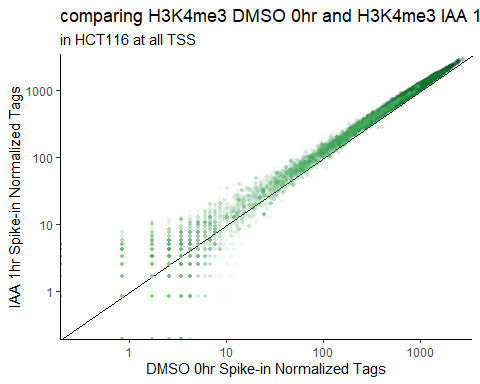 comparing H3K4me3 DMSO 0hr and H3K4me3 IAA 1
in HCT116 at all TSS
1000
100
10
1
IAA 1hr Spike-in Normalized Tags
1 10 100 1000
DMSO 0hr Spike-in Normalized Tags